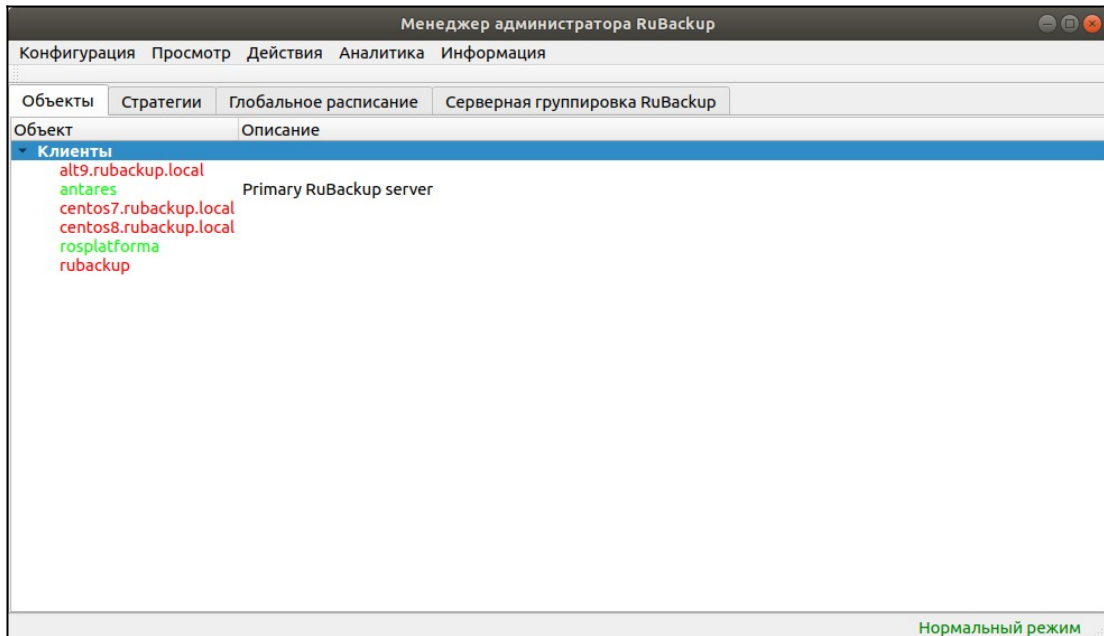 Менеджер администратора RuBackup
Конфигурация Просмотр Действия Аналитика Информация
Объекты Стратегии Глобальное расписание Серверная группировка RuBackup
Объект Описание
Клиенты
alt9.rubackup.local
antares Primary RuBackup server
centos7.rubackup.local
centos8.rubackup.local
rosplatforma
rubackup
Нормальный режим